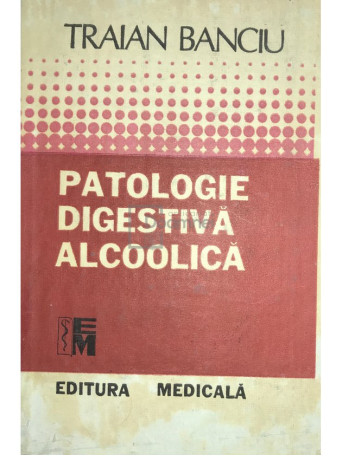 TRAIAN BANCIU
PATOLOGIE
DIGESTIVĂ
ALCOOLICĂ
EM
EDITURA MEDICALĂ